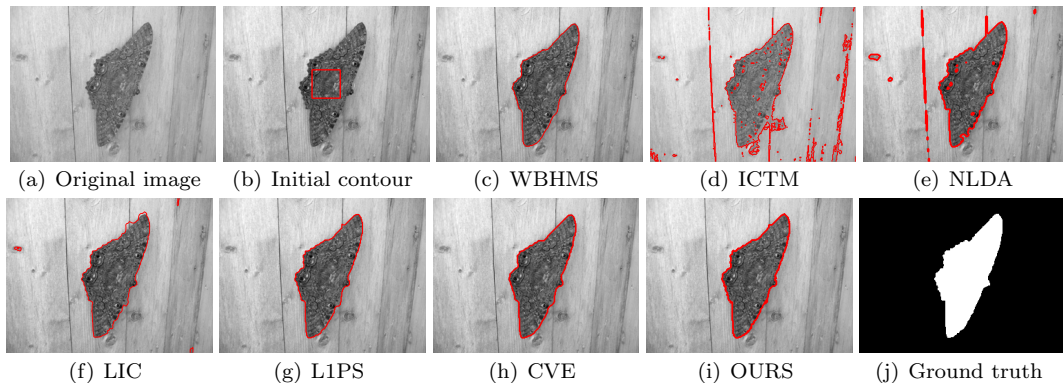 (a) Original image
(b) Initial contour
(c) WBHMS
(d) ICTM
(e) NLDA
(f) LIC
(g) L1PS
(h) CVE
(i) OURS
(j) Ground truth